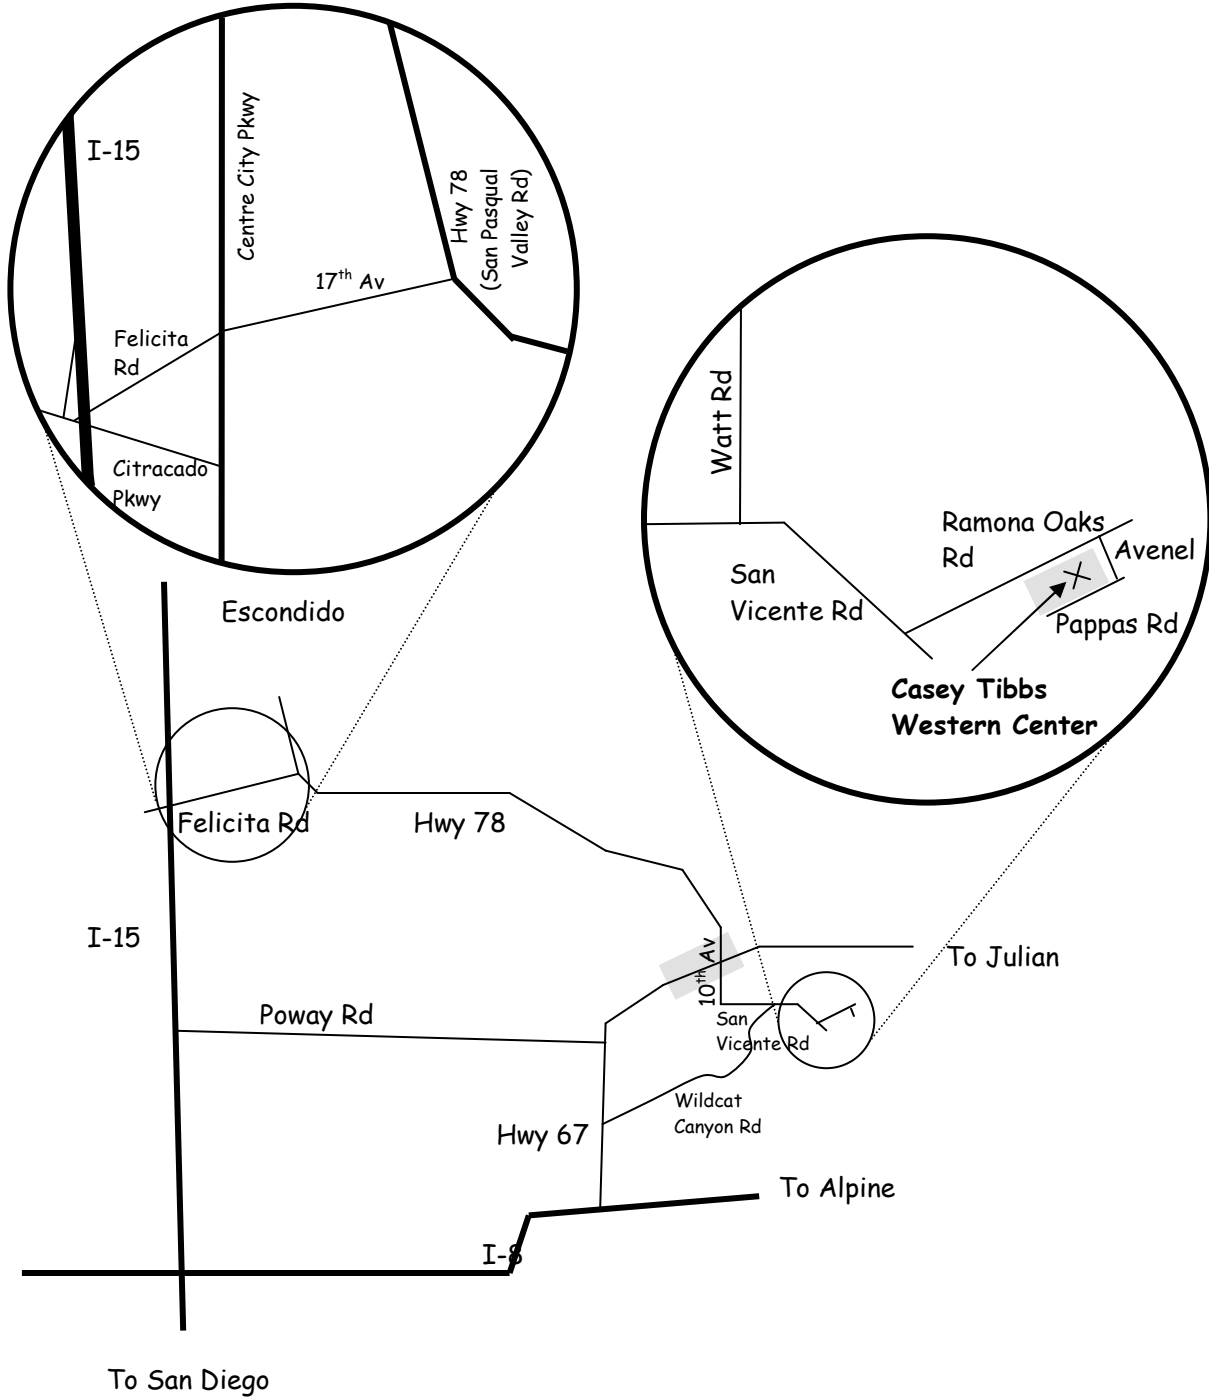 I-15
Centre City Pkwy
Hwy 78
(San Pasqual
Valley Rd)
17th Av
Felicita
Rd
Citracado
Pkwy
Watt Rd
Ramona Oaks
Rd
Avenel
San
Vicente Rd
Pappas Rd
Casey Tibbs
Western Center
X
Escondido
Felicita Rd
Hwy 78
I-15
10th Av
To Julian
Poway Rd
San
Vicente Rd
Wildcat
Canyon Rd
Hwy 67
To Alpine
I-8
To San Diego